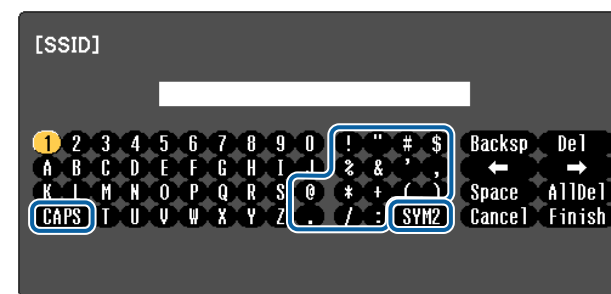 [SSID]
1 2 3 4 5 6 7 8 9 0 ! " # $ Backsp Del
A B C D E F G H I J % & ' , ← →
K L M N O P Q R S @ * + ( ) Space AllDel
CAPS T U V W X Y Z . / : SYM2 Cancel Finish